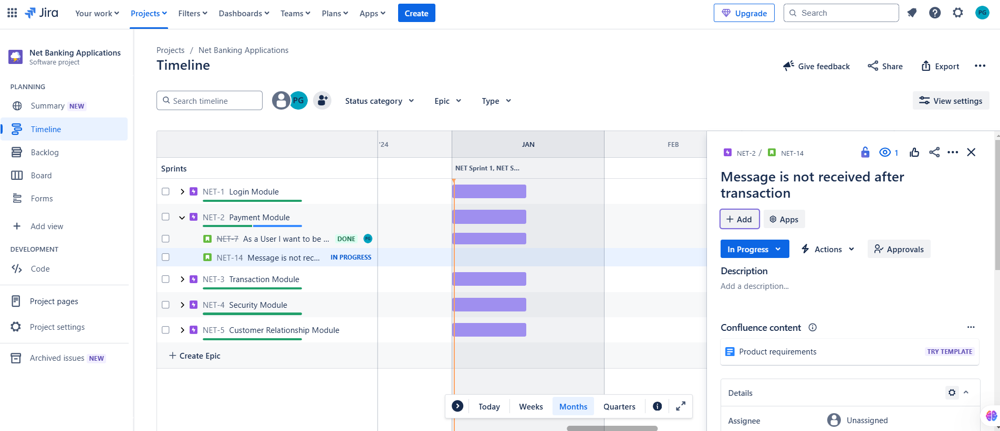 Jira
Your work
Projects
Filters
Dashboards
Teams
Plans
Apps
Create
Upgrade
Search
PG
Net Banking Applications
Software project
PLANNING
Summary NEW
Timeline
Backlog
Board
Forms
Add view
DEVELOPMENT
Code
Project pages
Project settings
Archived issues NEW
Projects / Net Banking Applications
Timeline
Give feedback
Share
Export
Search timeline
PG
Status category
Epic
Type
View settings
'24
JAN
FEB
Sprints
NET Sprint 1, NET S...
NET-1 Login Module
NET-2 Payment Module
NET-7 As a User I want to be ... DONE PG
NET-14 Message is not rec... IN PROGRESS
NET-3 Transaction Module
NET-4 Security Module
NET-5 Customer Relationship Module
Create Epic
Today
Weeks
Months
Quarters
NET-2 / NET-14
1
Message is not received after
transaction
Add
Apps
In Progress
Actions
Approvals
Description
Add a description...
Confluence content
Product requirements
TRY TEMPLATE
Details
Assignee
Unassigned